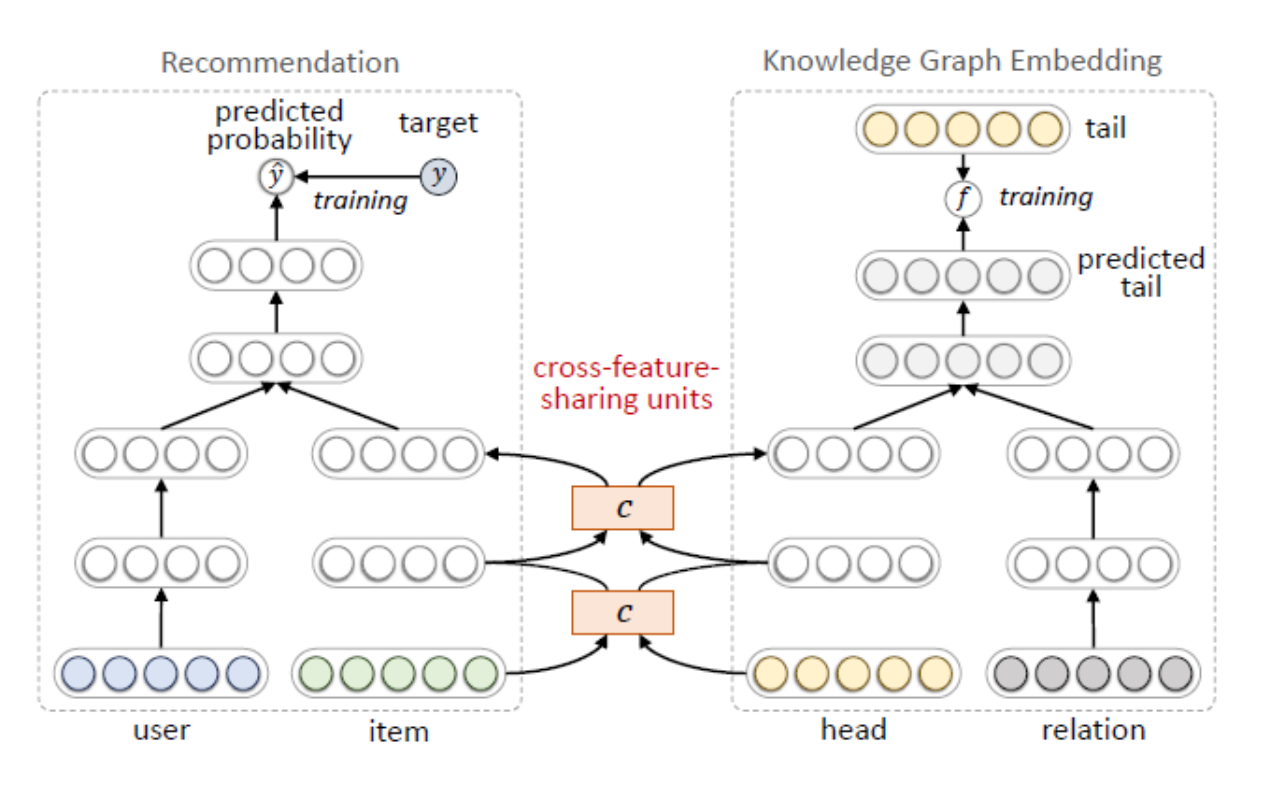 Recommendation
predicted
probability
target
ŷ
y
training
Knowledge Graph Embedding
tail
f
training
predicted
tail
cross-feature-
sharing units
c
c
user
item
head
relation